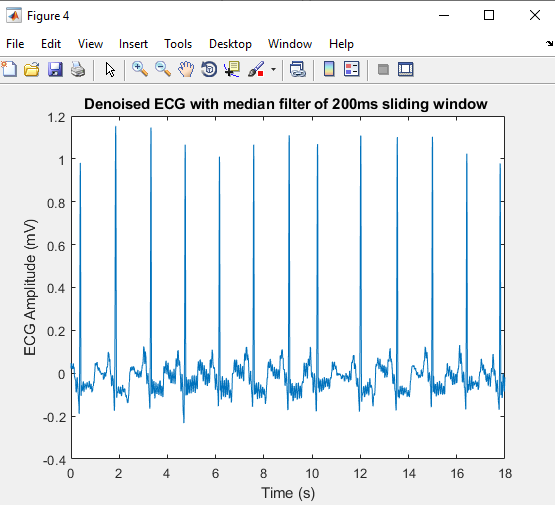 Figure 4
File Edit View Insert Tools Desktop Window Help
Denoised ECG with median filter of 200ms sliding window
1.2
1
0.8
0.6
0.4
0.2
0
-0.2
-0.4
ECG Amplitude (mV)
0 2 4 6 8 10 12 14 16 18
Time (s)